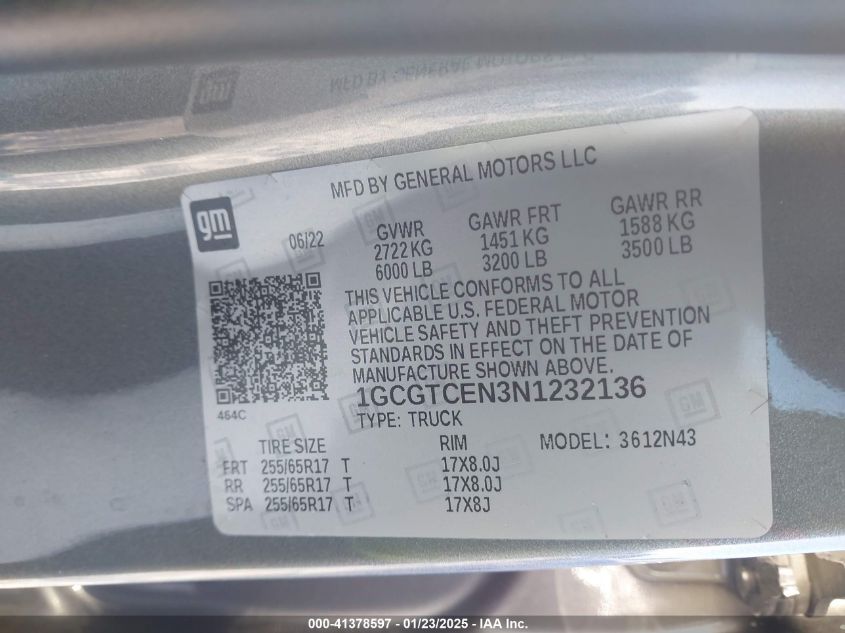 MFD BY GENERAL MOTORS LLC
gm
06/22
GVWR
2722 KG
6000 LB
GAWR FRT
1451 KG
3200 LB
GAWR RR
1588 KG
3500 LB
THIS VEHICLE CONFORMS TO ALL
APPLICABLE U.S. FEDERAL MOTOR
VEHICLE SAFETY AND THEFT PREVENTION
STANDARDS IN EFFECT ON THE DATE OF
MANUFACTURE SHOWN ABOVE.
1GCGTCEN3N1232136
464C
TYPE: TRUCK
TIRE SIZE RIM MODEL: 3612N43
FRT 255/65R17 T 17X8.0J
RR 255/65R17 T 17X8.0J
SPA 255/65R17 T 17X8J
000-41378597 — 01/23/2025 — IAA Inc.